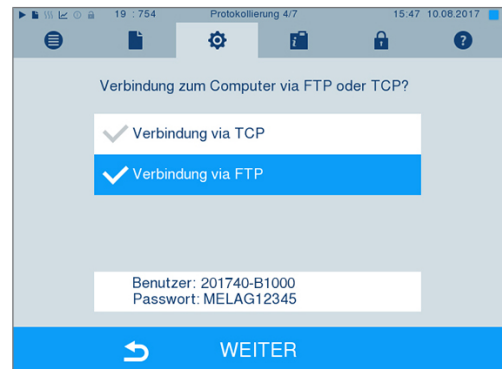 19 : 754 Protokollierung 4/7 15:47 10.08.2017
Verbindung zum Computer via FTP oder TCP?
Verbindung via TCP
Verbindung via FTP
Benutzer: 201740-B1000
Passwort: MELAG12345
WEITER